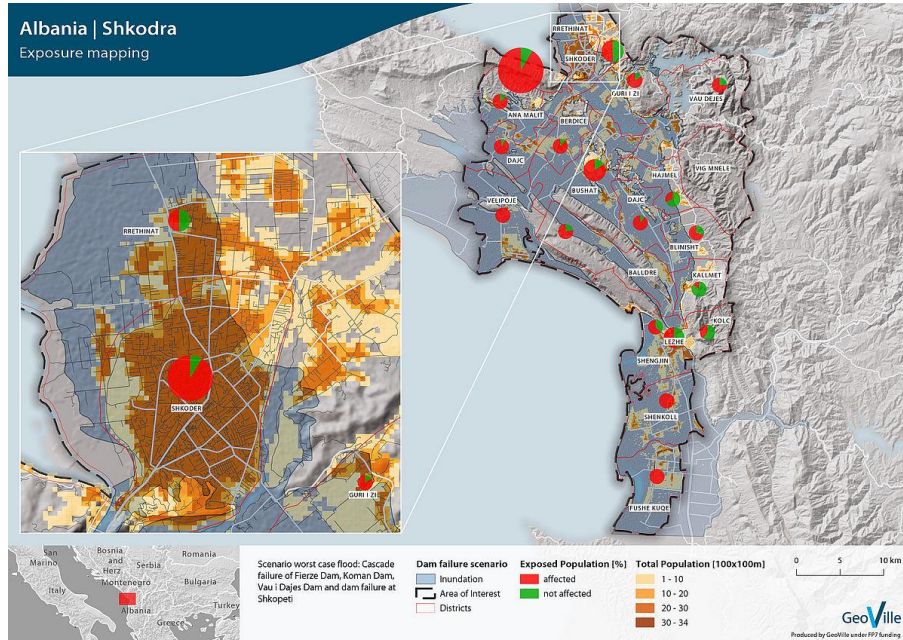 Albania | Shkodra
Exposure mapping
RRETHINAT
SHKODER
GURI I ZI
VAU DEJES
ANA MALIT
BERDICE
DAJC
VIG MNELE
HAJMEL
BUSHAT
VELIPOJE
DAJC
BLINISHT
BALLDRE
KALLMET
KOLC
LEZHE
SHENGJIN
SHENKOLL
FUSHE KUQE
RRETHINAT
SHKODER
GURI I ZI
San
Marino
Bosnia
and
Herz.
Romania
Serbia
Montenegro
Italy
Bulgaria
Albania
Turkey
Greece
Scenario worst case flood: Cascade
failure of Fierze Dam, Koman Dam,
Vau i Dajes Dam and dam failure at
Shkopeti
Dam failure scenario
Inundation
Area of Interest
Districts
Exposed Population [%]
affected
not affected
Total Population [100x100m]
1 - 10
10 - 20
20 - 30
30 - 34
0 5 10 km
GeoVille
Produced by GeoVille under FP7 funding